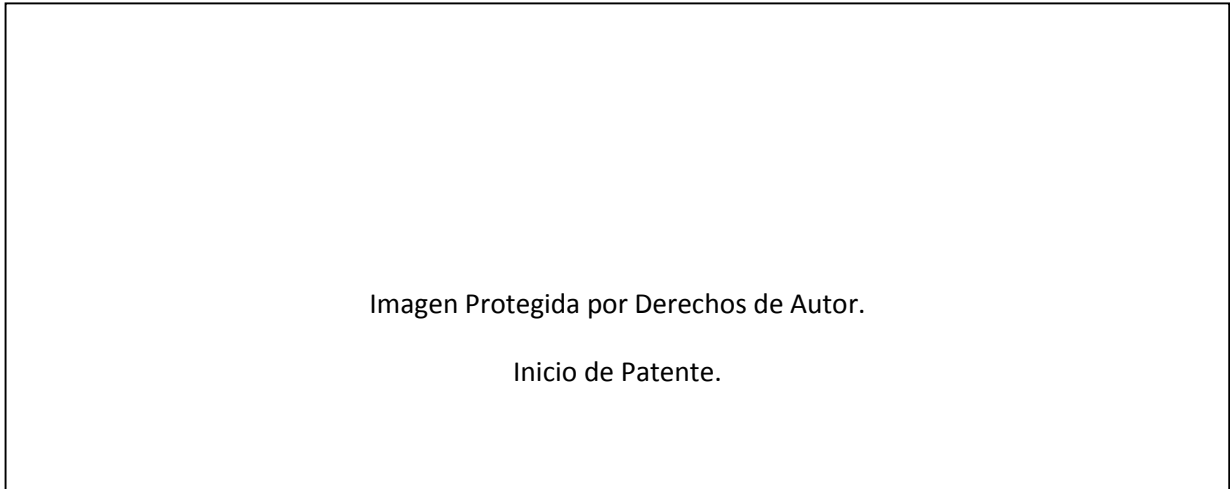 Imagen Protegida por Derechos de Autor.
Inicio de Patente.